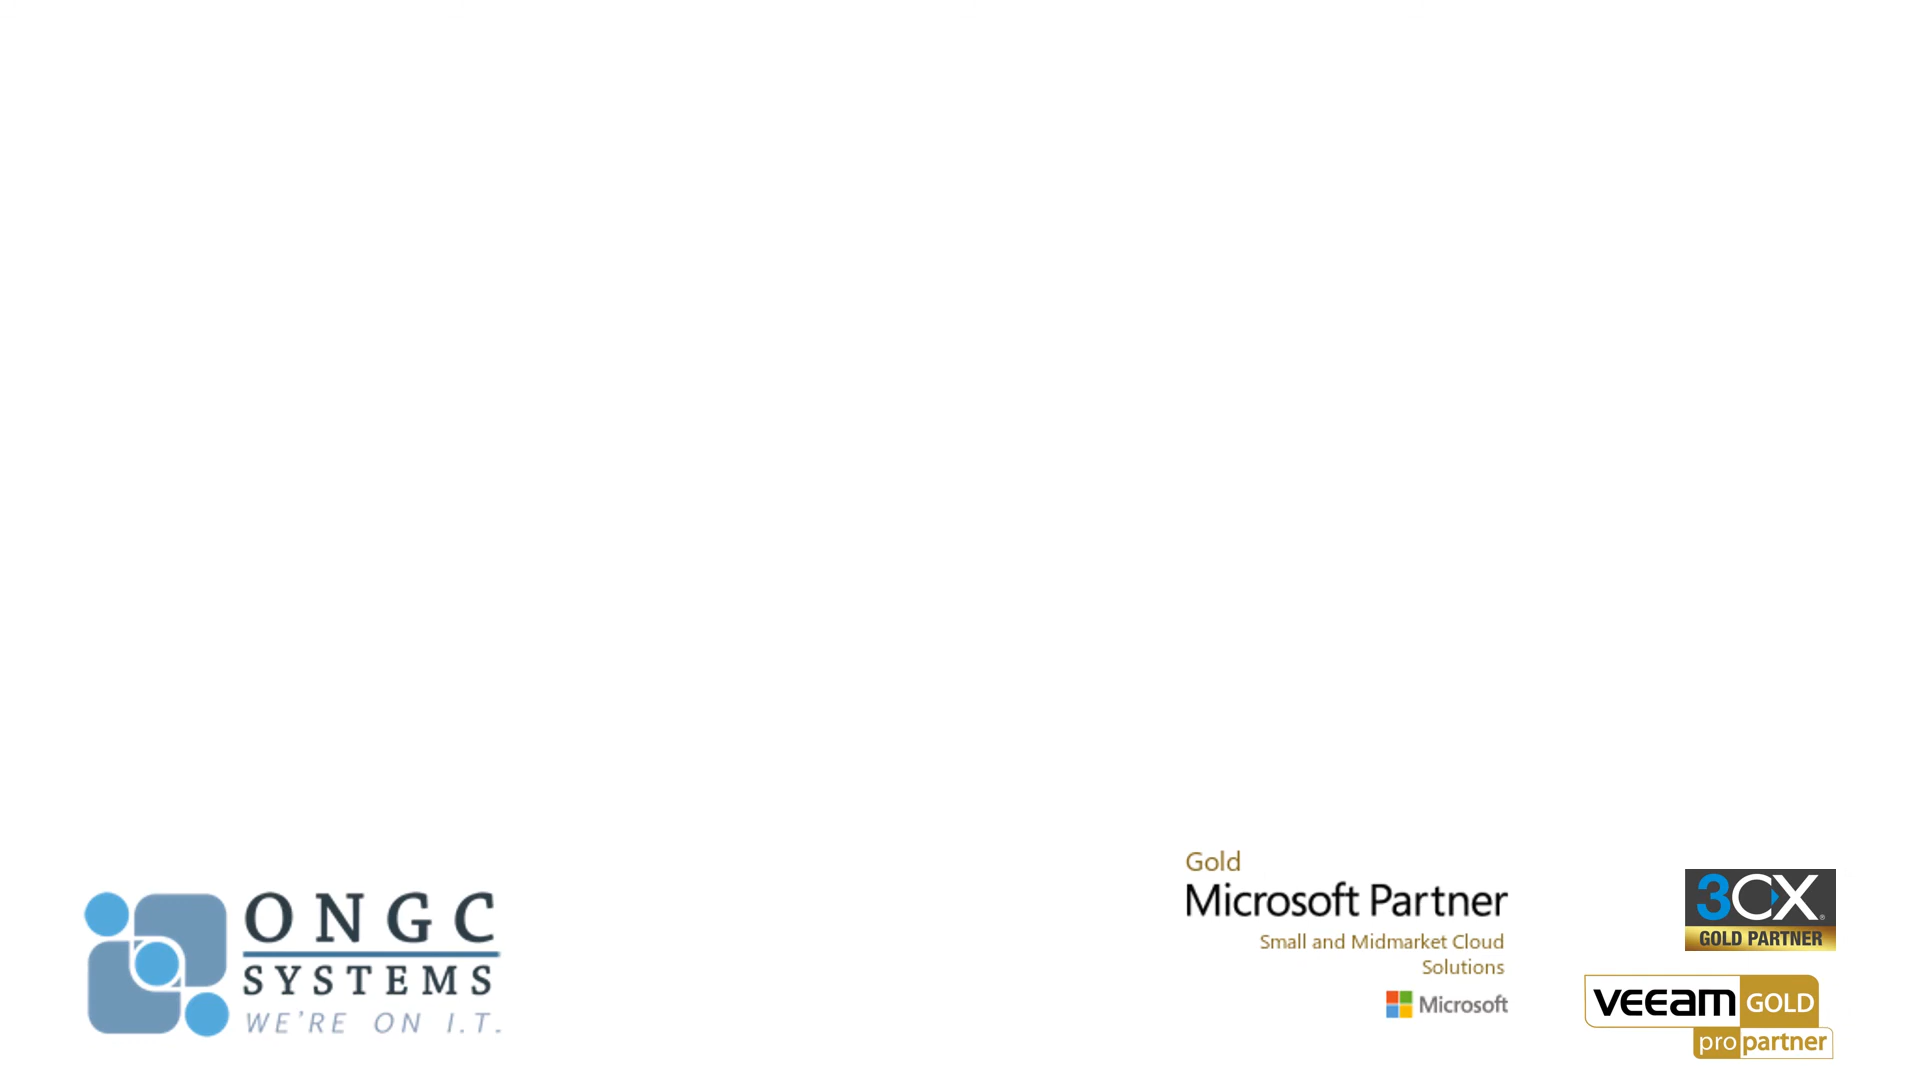 ONGC
SYSTEMS
WE'RE ON I.T.
Gold
Microsoft Partner
Small and Midmarket Cloud
Solutions
Microsoft
3CX®
GOLD PARTNER
veeam GOLD
pro partner